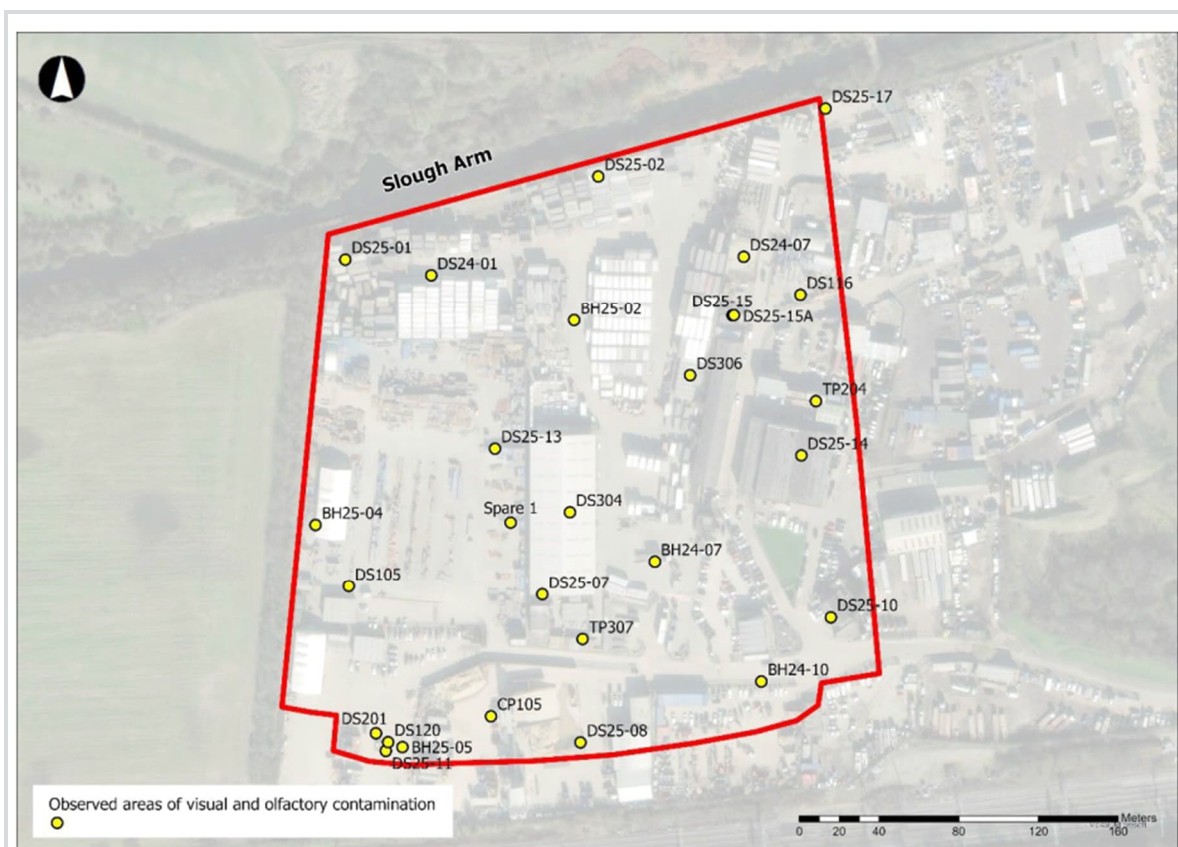 DS25-17
Slough Arm
DS25-02
DS25-01
DS24-01
DS24-07
DS116
BH25-02
DS25-15
DS25-15A
DS306
TP204
DS25-13
DS25-14
BH25-04
Spare 1
DS304
BH24-07
DS105
DS25-07
DS25-10
TP307
BH24-10
CP105
DS201
DS120
BH25-05
DS25-11
DS25-08
Observed areas of visual and olfactory contamination
Meters
0 20 40 80 120 160